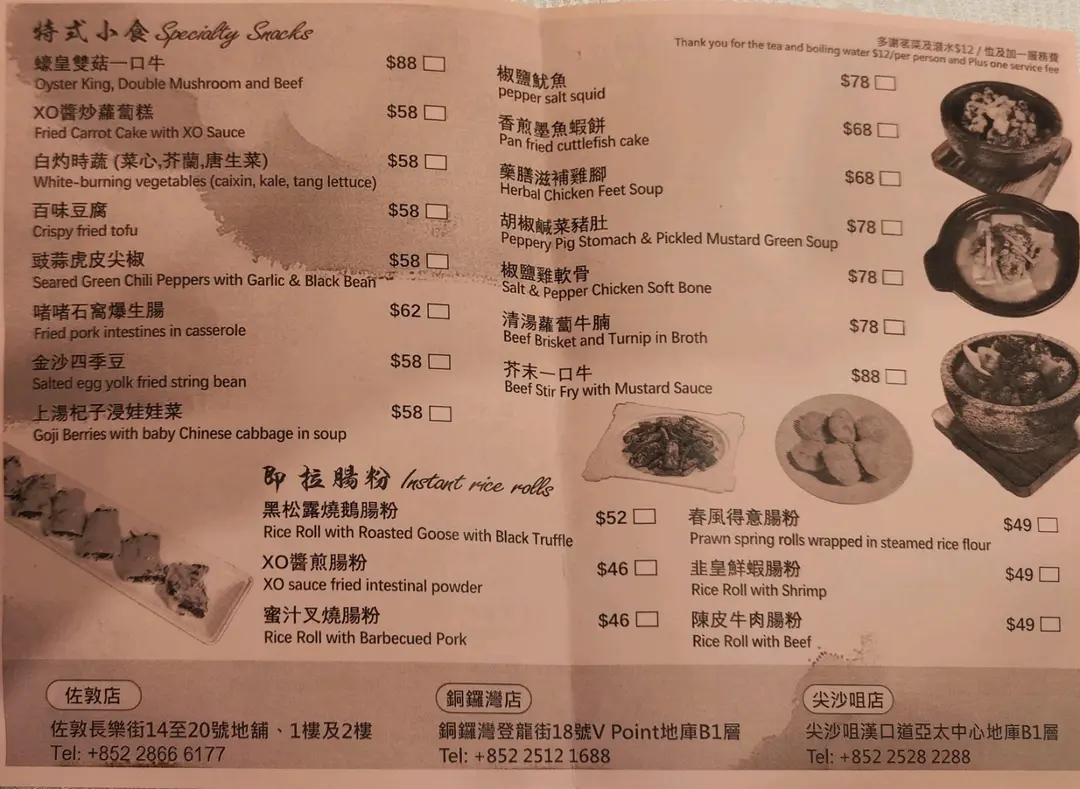 特式小食 Specialty Snacks
多謝茗菜及滾水$12 / 位及加一服務費
Thank you for the tea and boiling water $12/per person and Plus one service fee
蠔皇雙菇一口牛 $88
Oyster King, Double Mushroom and Beef
XO醬炒蘿蔔糕 $58
Fried Carrot Cake with XO Sauce
白灼時蔬 (菜心,芥蘭,唐生菜) $58
White-burning vegetables (caixin, kale, tang lettuce)
百味豆腐 $58
Crispy fried tofu
豉蒜虎皮尖椒 $58
Seared Green Chili Peppers with Garlic & Black Bean
啫啫石窩爆生腸 $62
Fried pork intestines in casserole
金沙四季豆 $58
Salted egg yolk fried string bean
上湯杞子浸娃娃菜 $58
Goji Berries with baby Chinese cabbage in soup
椒鹽魷魚 $78
pepper salt squid
香煎墨魚蝦餅 $68
Pan fried cuttlefish cake
藥膳滋補雞腳 $68
Herbal Chicken Feet Soup
胡椒鹹菜豬肚 $78
Peppery Pig Stomach & Pickled Mustard Green Soup
椒鹽雞軟骨 $78
Salt & Pepper Chicken Soft Bone
清湯蘿蔔牛腩 $78
Beef Brisket and Turnip in Broth
芥末一口牛 $88
Beef Stir Fry with Mustard Sauce
即拉腸粉 Instant rice rolls
黑松露燒鵝腸粉 $52
Rice Roll with Roasted Goose with Black Truffle
XO醬煎腸粉 $46
XO sauce fried intestinal powder
蜜汁叉燒腸粉 $46
Rice Roll with Barbecued Pork
春風得意腸粉 $49
Prawn spring rolls wrapped in steamed rice flour
韭皇鮮蝦腸粉 $49
Rice Roll with Shrimp
陳皮牛肉腸粉 $49
Rice Roll with Beef
佐敦店
佐敦長樂街14至20號地舖、1樓及2樓
Tel: +852 2866 6177
銅鑼灣店
銅鑼灣登龍街18號V Point地庫B1層
Tel: +852 2512 1688
尖沙咀店
尖沙咀漢口道亞太中心地庫B1層
Tel: +852 2528 2288